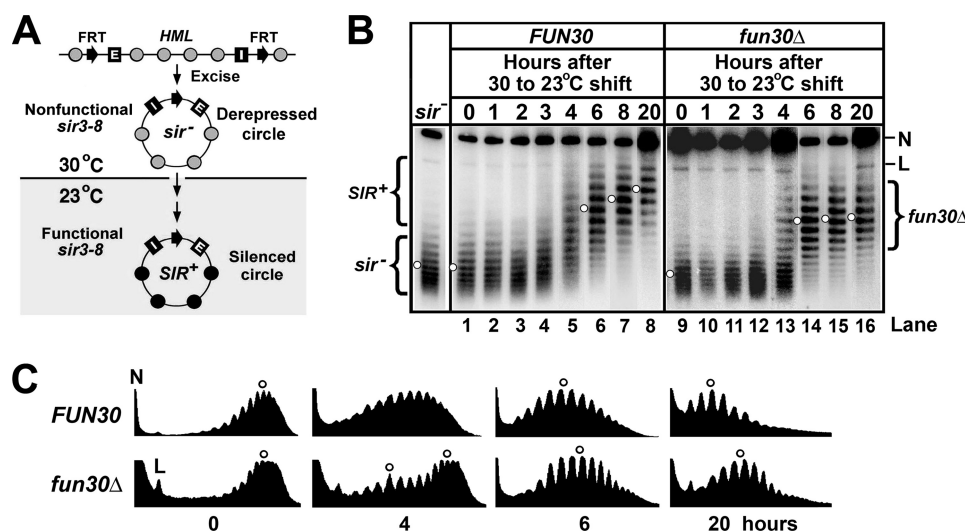 A
FRT HML FRT
E I
Excise
Nonfunctional
sir3-8
I E
sir-
Derepressed
circle
30 °C
23°C
Functional
sir3-8
I E
SIR+
Silenced
circle
B
FUN30 fun30Δ
Hours after
30 to 23°C shift
Hours after
30 to 23°C shift
sir- 0 1 2 3 4 6 8 20 0 1 2 3 4 6 8 20
N
L
SIR+
sir-
fun30Δ
1 2 3 4 5 6 7 8 9 10 11 12 13 14 15 16 Lane
C
N
FUN30
L
fun30Δ
0 4 6 20 hours